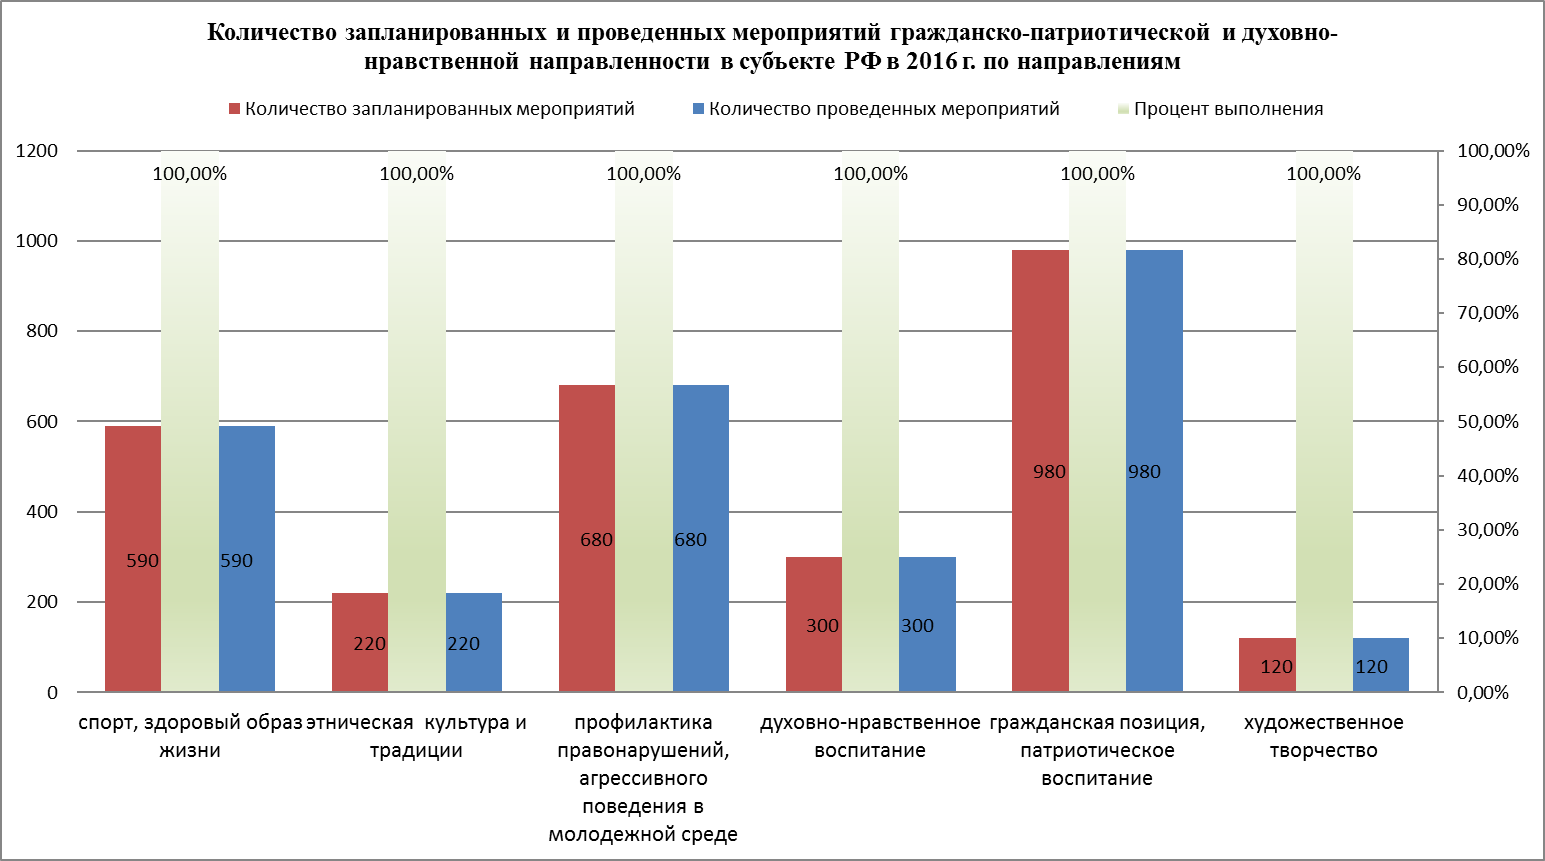 Количество запланированных и проведенных мероприятий гражданско-патриотической и духовно-
нравственной направленности в субъекте РФ в 2016 г. по направлениям
Количество запланированных мероприятий Количество проведенных мероприятий Процент выполнения
1200 100,00%
100,00% 100,00% 100,00% 100,00% 100,00% 100,00%
90,00%
1000
80,00%
800
70,00%
60,00%
600 50,00%
980 980
40,00%
400
680 680
30,00%
590 590
300 300
200
20,00%
220 220
10,00%
120 120
0 0,00%
спорт, здоровый образ
жизни
этническая культура и
традиции
профилактика
правонарушений,
агрессивного
поведения в
молодежной среде
духовно-нравственное
воспитание
гражданская позиция,
патриотическое
воспитание
художественное
творчество